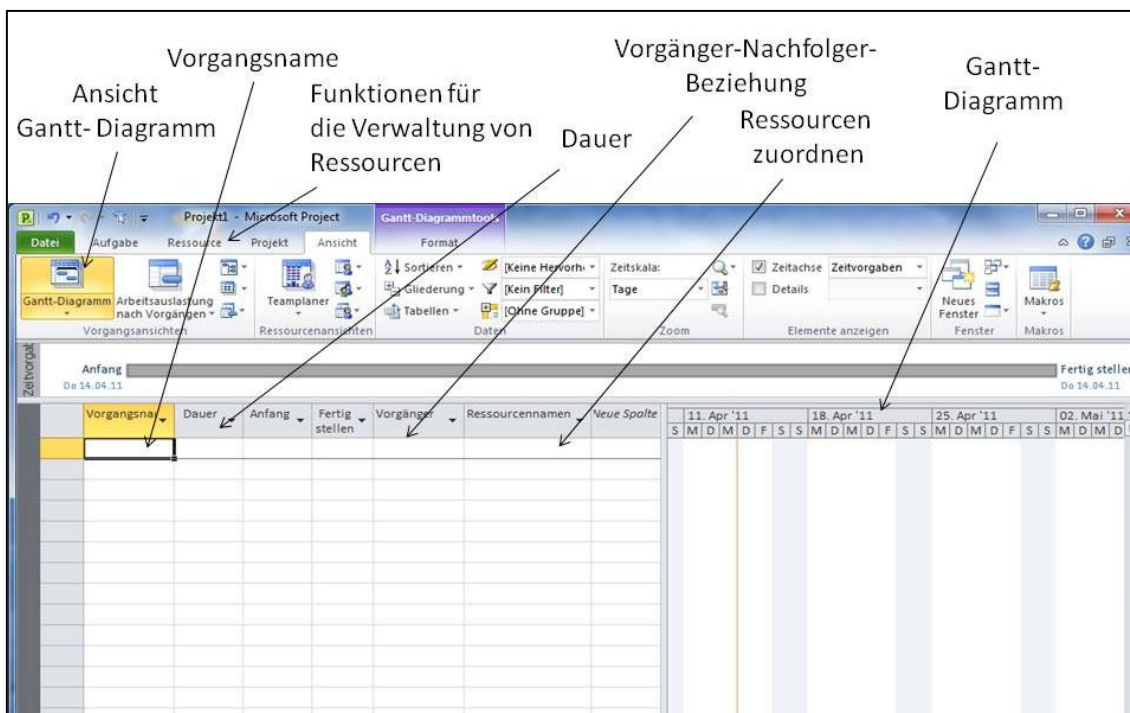 Vorgangsname
Vorgänger-Nachfolger-
Beziehung
Gantt-
Diagramm
Ansicht
Gantt- Diagramm
Funktionen für
die Verwaltung von
Ressourcen
Dauer
Ressourcen
zuordnen
Projekt1 - Microsoft Project
Gantt-Diagrammtools
Datei Aufgabe Ressource Projekt Ansicht Format
Sortieren [Keine Hervorh Zeitskala: Zeitachse Zeitvorgaben
Gliederung [Kein Filter] Tage Details
Tabellen [Ohne Gruppe]
Gantt-Diagramm Arbeitsauslastung
nach Vorgängen
Teamplaner
Neues
Fenster
Makros
Vorgangsansichten Ressourcenansichten Daten Zoom Elemente anzeigen Fenster Makros
Zeitvorgab
Anfang
Do 14.04.11
Fertig stellen
Do 14.04.11
Vorgangsnar Dauer Anfang Fertig
stellen Vorgänger Ressourcennamen Neue Spalte
11. Apr '11 18. Apr '11 25. Apr '11 02. Mai '11
S M D M D F S S M D M D F S S M D M D F S S M D M D